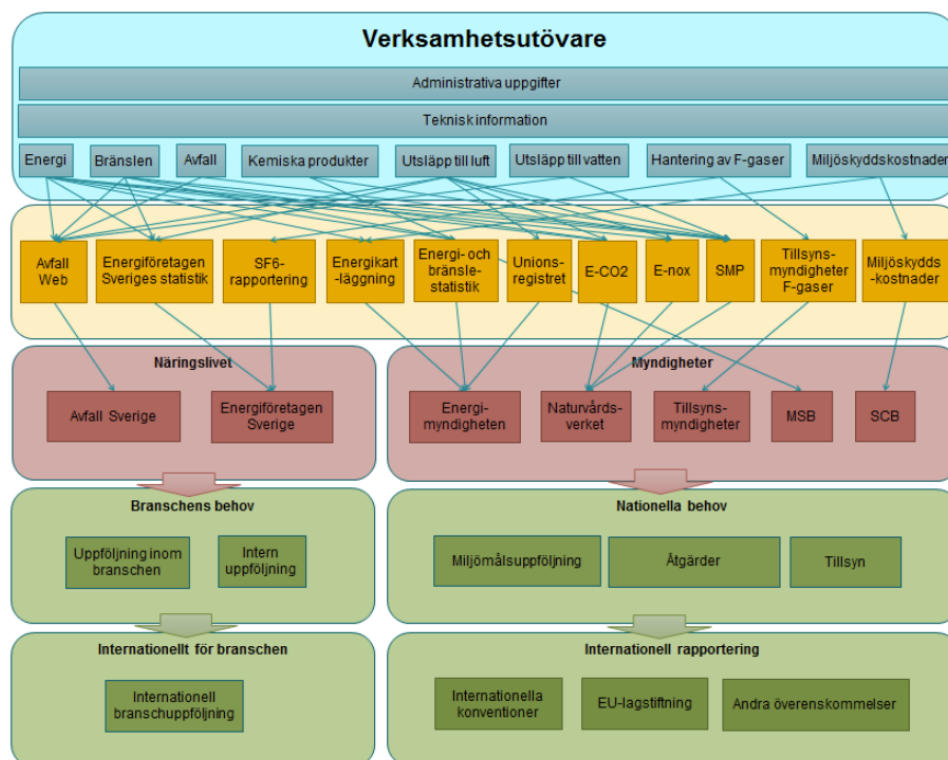 Verksamhetsutövare
Administrativa uppgifter
Teknisk information
Energi
Bränslen
Avfall
Kemiska produkter
Utsläpp till luft
Utsläpp till vatten
Hantering av F-gaser
Miljöskyddskostnader
Avfall
Web
Energiföretagen
Sveriges statistik
SF6-
rapportering
Energikart
-läggning
Energi- och
bränsle-
statistik
Unions-
registret
E-CO2
E-nox
SMP
Tillsyns-
myndigheter
F-gaser
Miljöskydds
-kostnader
Näringslivet
Avfall Sverige
Energiföretagen
Sverige
Myndigheter
Energi-
myndigheten
Naturvårds-
verket
Tillsyns-
myndigheter
MSB
SCB
Branschens behov
Uppföljning inom
branschen
Intern
uppföljning
Nationella behov
Miljömålsuppföljning
Åtgärder
Tillsyn
Internationellt för branschen
Internationell
branschuppföljning
Internationell rapportering
Internationella
konventioner
EU-lagstiftning
Andra överenskommelser